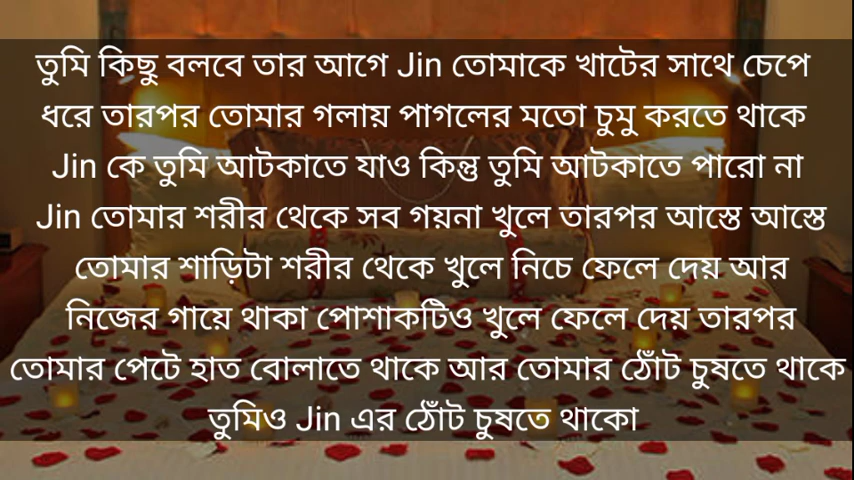 তুমি কিছু বলবে তার আগে Jin তোমাকে খাটের সাথে চেপে
ধরে তারপর তোমার গলায় পাগলের মতো চুমু করতে থাকে
Jin কে তুমি আটকাতে যাও কিন্তু তুমি আটকাতে পারো না
Jin তোমার শরীর থেকে সব গয়না খুলে তারপর আস্তে আস্তে
তোমার শাড়িটা শরীর থেকে খুলে নিচে ফেলে দেয় আর
নিজের গায়ে থাকা পোশাকটিও খুলে ফেলে দেয় তারপর
তোমার পেটে হাত বোলাতে থাকে আর তোমার ঠোঁট চুষতে থাকে
তুমিও Jin এর ঠোঁট চুষতে থাকো